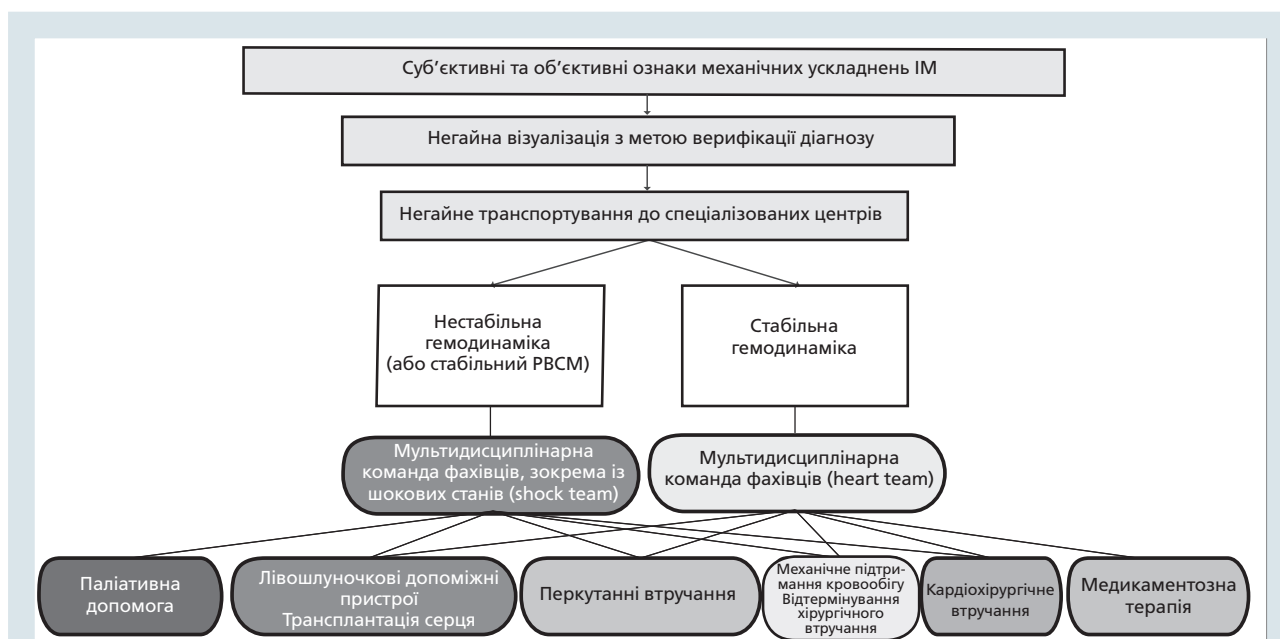 Суб’єктивні та об’єктивні ознаки механічних ускладнень ІМ
Негайна візуалізація з метою верифікації діагнозу
Негайне транспортування до спеціалізованих центрів
Нестабільна
гемодинаміка
(або стабільний РВСМ)
Стабільна
гемодинаміка
Мультидисциплінарна
команда фахівців, зокрема із
шокових станів (shock team)
Мультидисциплінарна
команда фахівців (heart team)
Паліативна
допомога
Лівошлуночкові допоміжні
пристрої
Трансплантація серця
Перкутанні втручання
Механічне підтри-
мання кровообігу
Відтермінування
хірургічного
втручання
Кардіохірургічне
втручання
Медикаментозна
терапія